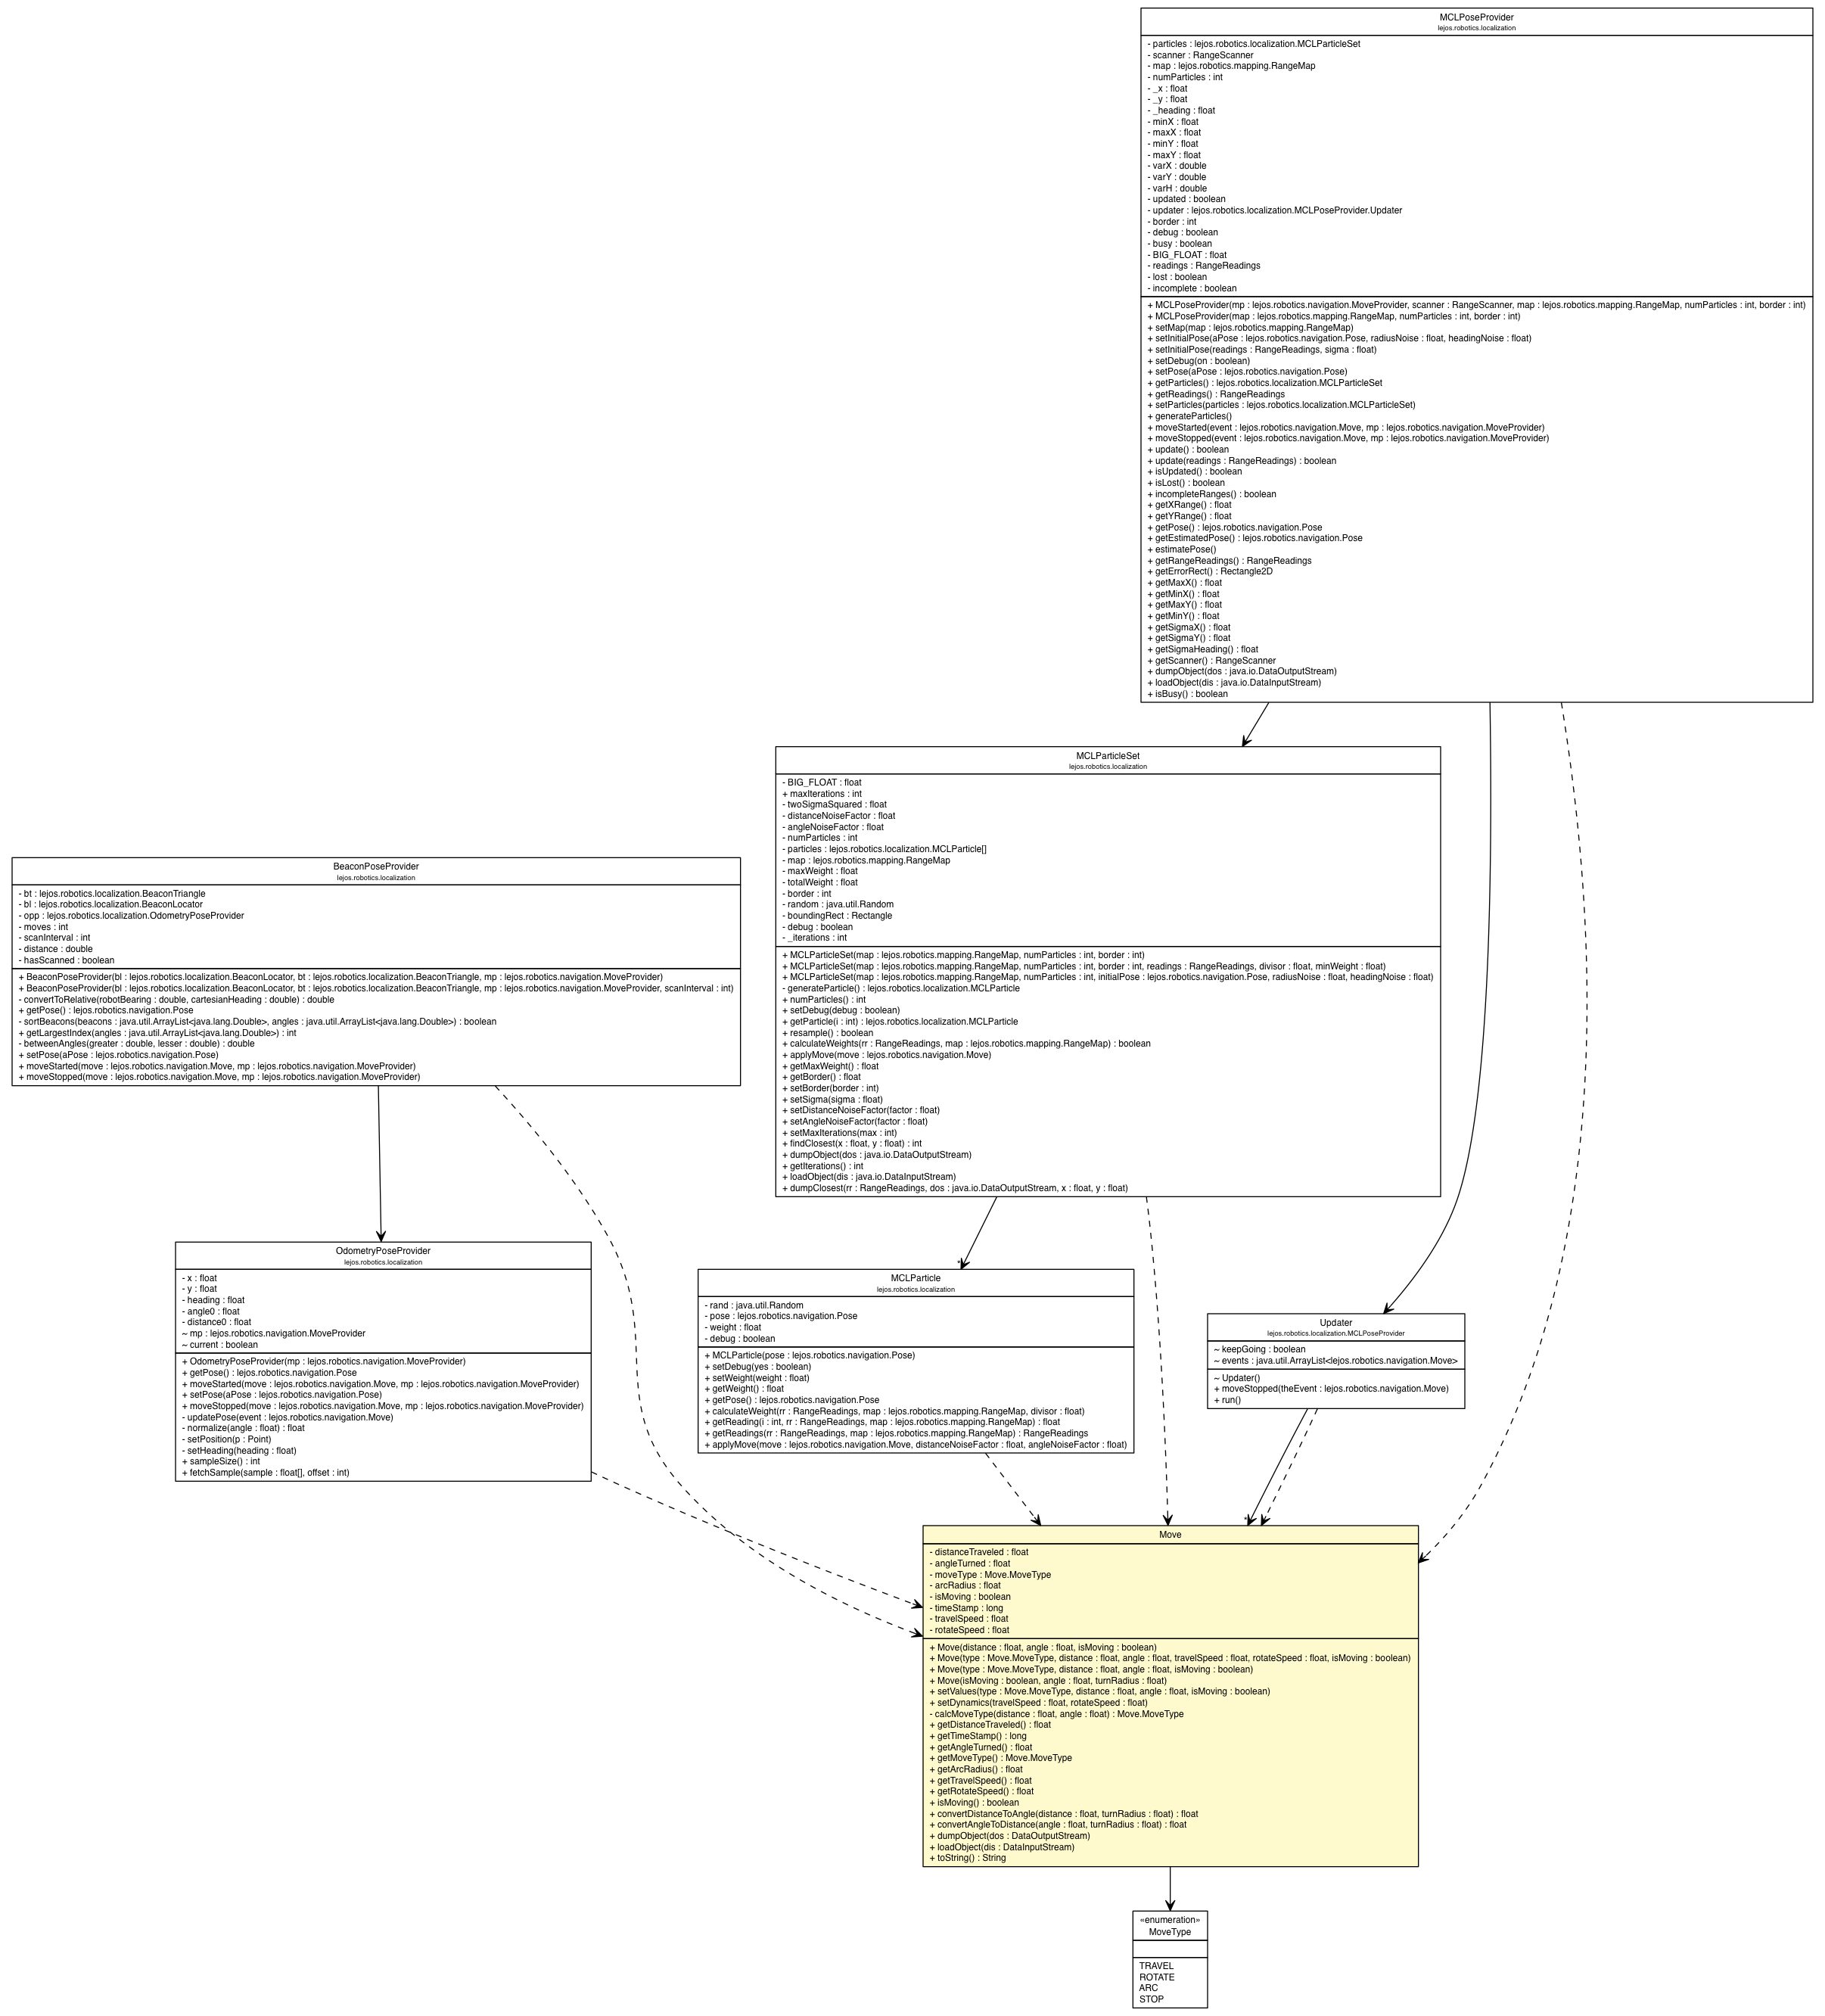 MCLPoseProvider
lejos.robotics.localization
- particles : lejos.robotics.localization.MCLParticleSet
- scanner : RangeScanner
- map : lejos.robotics.mapping.RangeMap
- numParticles : int
- _x : float
- _y : float
- _heading : float
- minX : float
- maxX : float
- minY : float
- maxY : float
- varX : double
- varY : double
- varH : double
- updated : boolean
- updater : lejos.robotics.localization.MCLPoseProvider.Updater
- border : int
- debug : boolean
- busy : boolean
- BIG_FLOAT : float
- readings : RangeReadings
- lost : boolean
- incomplete : boolean
+ MCLPoseProvider(mp : lejos.robotics.navigation.MoveProvider, scanner : RangeScanner, map : lejos.robotics.mapping.RangeMap, numParticles : int, border : int)
+ MCLPoseProvider(map : lejos.robotics.mapping.RangeMap, numParticles : int, border : int)
+ setMap(map : lejos.robotics.mapping.RangeMap)
+ setInitialPose(aPose : lejos.robotics.navigation.Pose, radiusNoise : float, headingNoise : float)
+ setInitialPose(readings : RangeReadings, sigma : float)
+ setDebug(on : boolean)
+ setPose(aPose : lejos.robotics.navigation.Pose)
+ getParticles() : lejos.robotics.localization.MCLParticleSet
+ getReadings() : RangeReadings
+ setParticles(particles : lejos.robotics.localization.MCLParticleSet)
+ generateParticles()
+ moveStarted(event : lejos.robotics.navigation.Move, mp : lejos.robotics.navigation.MoveProvider)
+ moveStopped(event : lejos.robotics.navigation.Move, mp : lejos.robotics.navigation.MoveProvider)
+ update() : boolean
+ update(readings : RangeReadings) : boolean
+ isUpdated() : boolean
+ isLost() : boolean
+ incompleteRanges() : boolean
+ getXRange() : float
+ getYRange() : float
+ getPose() : lejos.robotics.navigation.Pose
+ getEstimatedPose() : lejos.robotics.navigation.Pose
+ estimatePose()
+ getRangeReadings() : RangeReadings
+ getErrorRect() : Rectangle2D
+ getMaxX() : float
+ getMinX() : float
+ getMaxY() : float
+ getMinY() : float
+ getSigmaX() : float
+ getSigmaY() : float
+ getSigmaHeading() : float
+ getScanner() : RangeScanner
+ dumpObject(dos : java.io.DataOutputStream)
+ loadObject(dis : java.io.DataInputStream)
+ isBusy() : boolean
MCLParticleSet
lejos.robotics.localization
- BIG_FLOAT : float
+ maxIterations : int
- twoSigmaSquared : float
- distanceNoiseFactor : float
- angleNoiseFactor : float
- numParticles : int
- particles : lejos.robotics.localization.MCLParticle[]
- map : lejos.robotics.mapping.RangeMap
- maxWeight : float
- totalWeight : float
- border : int
- random : java.util.Random
- boundingRect : Rectangle
- debug : boolean
- _iterations : int
+ MCLParticleSet(map : lejos.robotics.mapping.RangeMap, numParticles : int, border : int)
+ MCLParticleSet(map : lejos.robotics.mapping.RangeMap, numParticles : int, border : int, readings : RangeReadings, divisor : float, minWeight : float)
+ MCLParticleSet(map : lejos.robotics.mapping.RangeMap, numParticles : int, initialPose : lejos.robotics.navigation.Pose, radiusNoise : float, headingNoise : float)
- generateParticle() : lejos.robotics.localization.MCLParticle
+ numParticles() : int
+ setDebug(debug : boolean)
+ getParticle(i : int) : lejos.robotics.localization.MCLParticle
+ resample() : boolean
+ calculateWeights(rr : RangeReadings, map : lejos.robotics.mapping.RangeMap) : boolean
+ applyMove(move : lejos.robotics.navigation.Move)
+ getMaxWeight() : float
+ getBorder() : float
+ setBorder(border : int)
+ setSigma(sigma : float)
+ setDistanceNoiseFactor(factor : float)
+ setAngleNoiseFactor(factor : float)
+ setMaxIterations(max : int)
+ findClosest(x : float, y : float) : int
+ dumpObject(dos : java.io.DataOutputStream)
+ getIterations() : int
+ loadObject(dis : java.io.DataInputStream)
+ dumpClosest(rr : RangeReadings, dos : java.io.DataOutputStream, x : float, y : float)
BeaconPoseProvider
lejos.robotics.localization
- bt : lejos.robotics.localization.BeaconTriangle
- bl : lejos.robotics.localization.BeaconLocator
- opp : lejos.robotics.localization.OdometryPoseProvider
- moves : int
- scanInterval : int
- distance : double
- hasScanned : boolean
+ BeaconPoseProvider(bl : lejos.robotics.localization.BeaconLocator, bt : lejos.robotics.localization.BeaconTriangle, mp : lejos.robotics.navigation.MoveProvider)
+ BeaconPoseProvider(bl : lejos.robotics.localization.BeaconLocator, bt : lejos.robotics.localization.BeaconTriangle, mp : lejos.robotics.navigation.MoveProvider, scanInterval : int)
- convertToRelative(robotBearing : double, cartesianHeading : double) : double
+ getPose() : lejos.robotics.navigation.Pose
- sortBeacons(beacons : java.util.ArrayList<java.lang.Double>, angles : java.util.ArrayList<java.lang.Double>) : boolean
+ getLargestIndex(angles : java.util.ArrayList<java.lang.Double>) : int
- betweenAngles(greater : double, lesser : double) : double
+ setPose(aPose : lejos.robotics.navigation.Pose)
+ moveStarted(move : lejos.robotics.navigation.Move, mp : lejos.robotics.navigation.MoveProvider)
+ moveStopped(move : lejos.robotics.navigation.Move, mp : lejos.robotics.navigation.MoveProvider)
OdometryPoseProvider
lejos.robotics.localization
- x : float
- y : float
- heading : float
- angle0 : float
- distance0 : float
~ mp : lejos.robotics.navigation.MoveProvider
~ current : boolean
+ OdometryPoseProvider(mp : lejos.robotics.navigation.MoveProvider)
+ getPose() : lejos.robotics.navigation.Pose
+ moveStarted(move : lejos.robotics.navigation.Move, mp : lejos.robotics.navigation.MoveProvider)
+ setPose(aPose : lejos.robotics.navigation.Pose)
+ moveStopped(move : lejos.robotics.navigation.Move, mp : lejos.robotics.navigation.MoveProvider)
- updatePose(event : lejos.robotics.navigation.Move)
- normalize(angle : float) : float
- setPosition(p : Point)
- setHeading(heading : float)
+ sampleSize() : int
+ fetchSample(sample : float[], offset : int)
*
MCLParticle
lejos.robotics.localization
- rand : java.util.Random
- pose : lejos.robotics.navigation.Pose
- weight : float
- debug : boolean
+ MCLParticle(pose : lejos.robotics.navigation.Pose)
+ setDebug(yes : boolean)
+ setWeight(weight : float)
+ getWeight() : float
+ getPose() : lejos.robotics.navigation.Pose
+ calculateWeight(rr : RangeReadings, map : lejos.robotics.mapping.RangeMap, divisor : float)
+ getReading(i : int, rr : RangeReadings, map : lejos.robotics.mapping.RangeMap) : float
+ getReadings(rr : RangeReadings, map : lejos.robotics.mapping.RangeMap) : RangeReadings
+ applyMove(move : lejos.robotics.navigation.Move, distanceNoiseFactor : float, angleNoiseFactor : float)
Updater
lejos.robotics.localization.MCLPoseProvider
~ keepGoing : boolean
~ events : java.util.ArrayList<lejos.robotics.navigation.Move>
~ Updater()
+ moveStopped(theEvent : lejos.robotics.navigation.Move)
+ run()
*
Move
- distanceTraveled : float
- angleTurned : float
- moveType : Move.MoveType
- arcRadius : float
- isMoving : boolean
- timeStamp : long
- travelSpeed : float
- rotateSpeed : float
+ Move(distance : float, angle : float, isMoving : boolean)
+ Move(type : Move.MoveType, distance : float, angle : float, travelSpeed : float, rotateSpeed : float, isMoving : boolean)
+ Move(type : Move.MoveType, distance : float, angle : float, isMoving : boolean)
+ Move(isMoving : boolean, angle : float, turnRadius : float)
+ setValues(type : Move.MoveType, distance : float, angle : float, isMoving : boolean)
+ setDynamics(travelSpeed : float, rotateSpeed : float)
- calcMoveType(distance : float, angle : float) : Move.MoveType
+ getDistanceTraveled() : float
+ getTimeStamp() : long
+ getAngleTurned() : float
+ getMoveType() : Move.MoveType
+ getArcRadius() : float
+ getTravelSpeed() : float
+ getRotateSpeed() : float
+ isMoving() : boolean
+ convertDistanceToAngle(distance : float, turnRadius : float) : float
+ convertAngleToDistance(angle : float, turnRadius : float) : float
+ dumpObject(dos : DataOutputStream)
+ loadObject(dis : DataInputStream)
+ toString() : String
«enumeration»
MoveType
TRAVEL
ROTATE
ARC
STOP